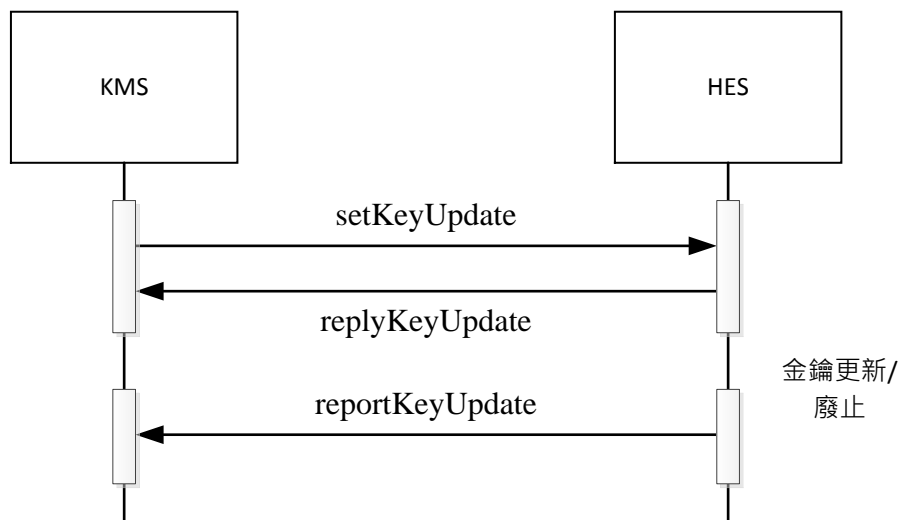 KMS
HES
setKeyUpdate
replyKeyUpdate
金鑰更新/
廢止
reportKeyUpdate